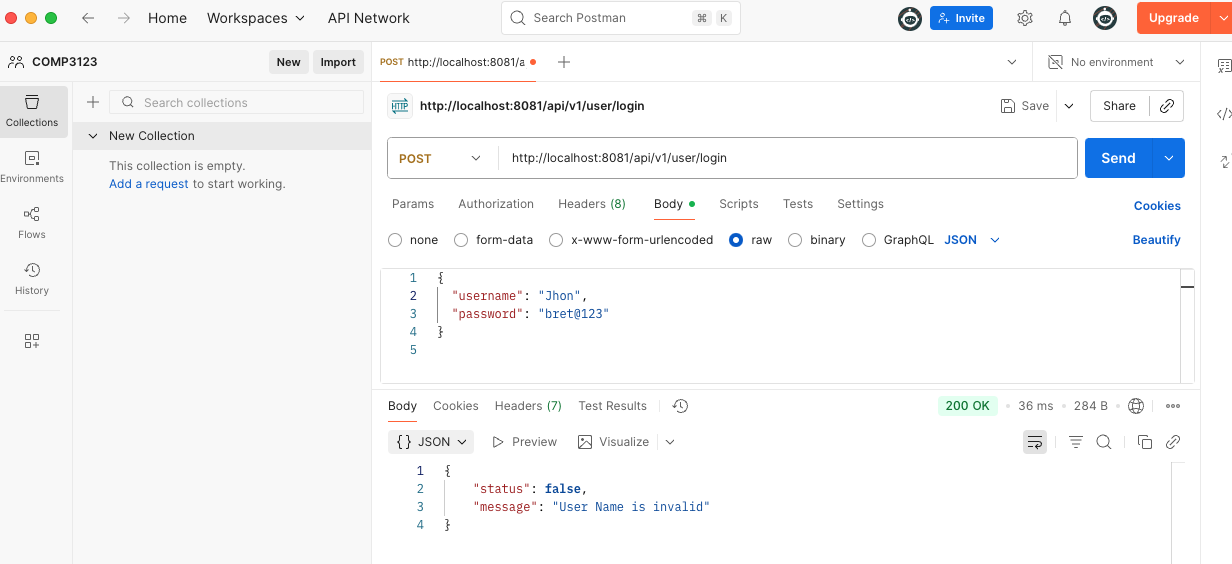 Home Workspaces API Network Search Postman ⌘ K Invite Upgrade
COMP3123 New Import POST http://localhost:8081/a No environment
Collections
Search collections
HTTP http://localhost:8081/api/v1/user/login Save Share
New Collection
This collection is empty.
Add a request to start working.
Environments
Flows
History
POST http://localhost:8081/api/v1/user/login Send
Params Authorization Headers (8) Body Scripts Tests Settings Cookies
none form-data x-www-form-urlencoded raw binary GraphQL JSON Beautify
1 {
2 "username": "Jhon",
3 "password": "bret@123"
4 }
5
Body Cookies Headers (7) Test Results 200 OK 36 ms 284 B
{} JSON Preview Visualize
1 {
2 "status": false,
3 "message": "User Name is invalid"
4 }